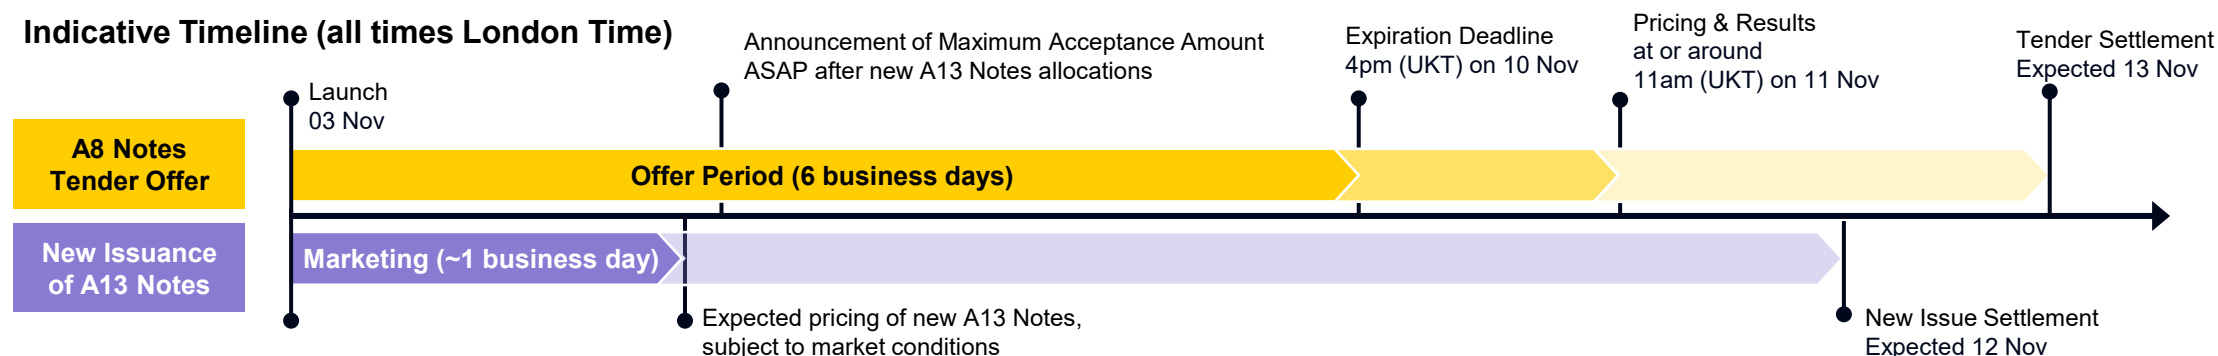 Indicative Timeline (all times London Time)
Launch
03 Nov
Announcement of Maximum Acceptance Amount
ASAP after new A13 Notes allocations
Expiration Deadline
4pm (UKT) on 10 Nov
Pricing & Results
at or around
11am (UKT) on 11 Nov
Tender Settlement
Expected 13 Nov
A8 Notes
Tender Offer
Offer Period (6 business days)
New Issuance
of A13 Notes
Marketing (~1 business day)
Expected pricing of new A13 Notes,
subject to market conditions
New Issue Settlement
Expected 12 Nov